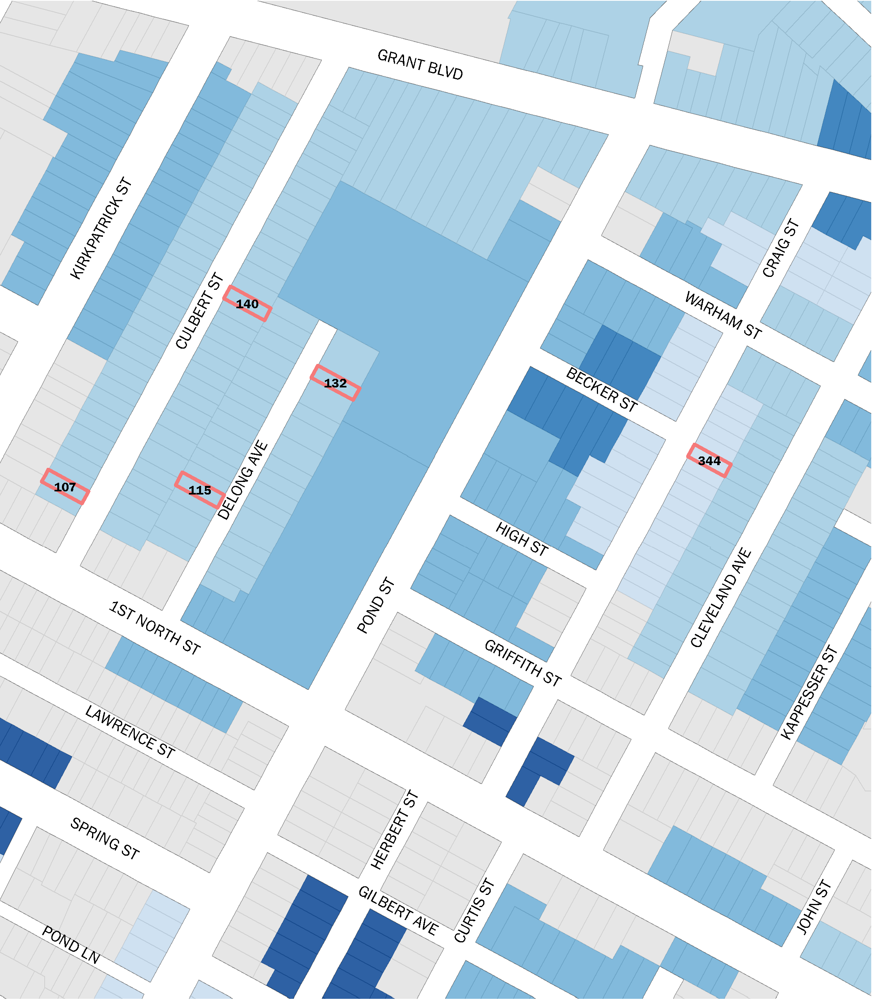 GRANT BLVD
KIRKPATRICK ST
CRAIG ST
CULBERT ST
140
WARHAM ST
132
BECKER ST
344
107
115
DELONG AVE
HIGH ST
CLEVELAND AVE
POND ST
1ST NORTH ST
GRIFFITH ST
KAPPESSER ST
LAWRENCE ST
HERBERT ST
SPRING ST
GILBERT AVE
CURTIS ST
JOHN ST
POND LN